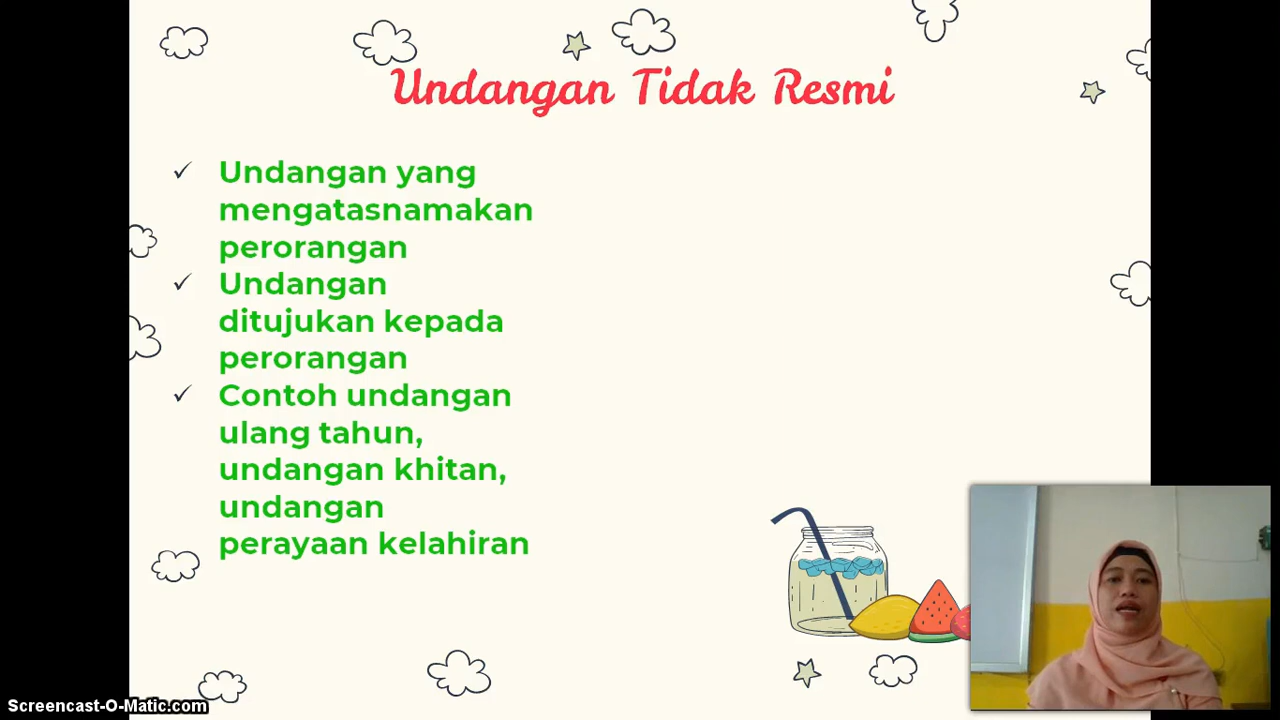 Undangan Tidak Resmi
✓ Undangan yang
mengatasnamakan
perorangan
✓ Undangan
ditujukan kepada
perorangan
✓ Contoh undangan
ulang tahun,
undangan khitan,
undangan
perayaan kelahiran
Screencast-O-Matic.com